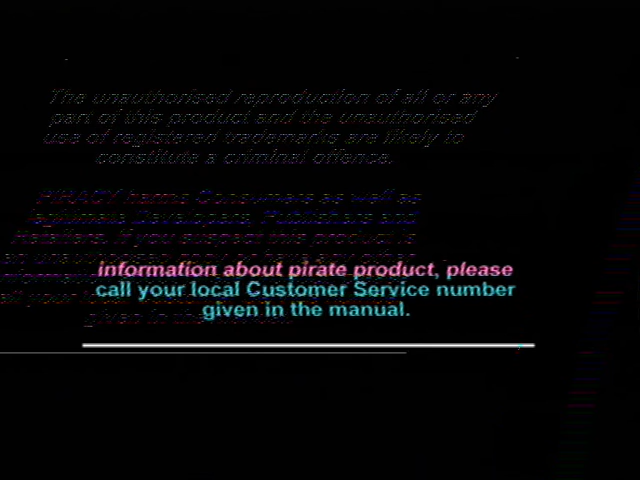 The unauthorised reproduction of all or any
part of this product and the unauthorised
use of registered trademarks are likely to
constitute a criminal offence.
PIRACY harms Consumers as well as
legitimate Developers, Publishers and
Retailers. If you suspect this product is
information about pirate product, please
call your local Customer Service number
given in the manual.